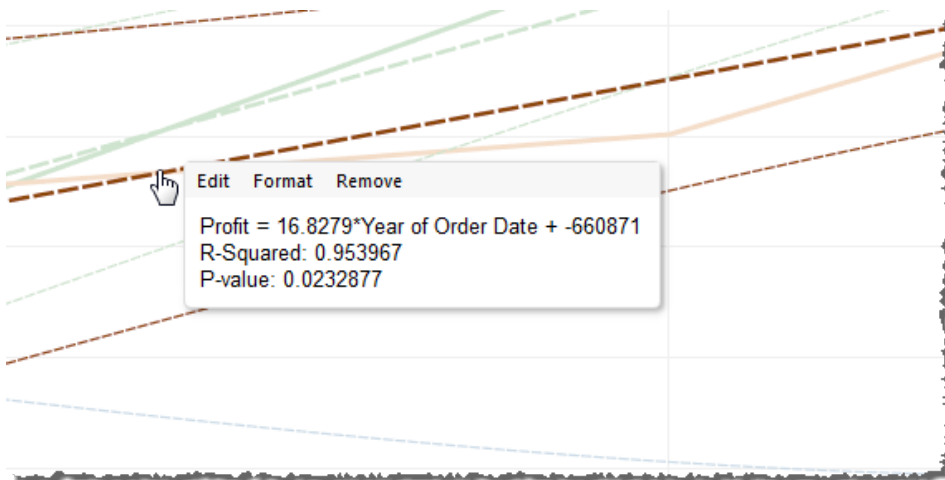 Edit Format Remove
Profit = 16.8279*Year of Order Date + -660871
R-Squared: 0.953967
P-value: 0.0232877